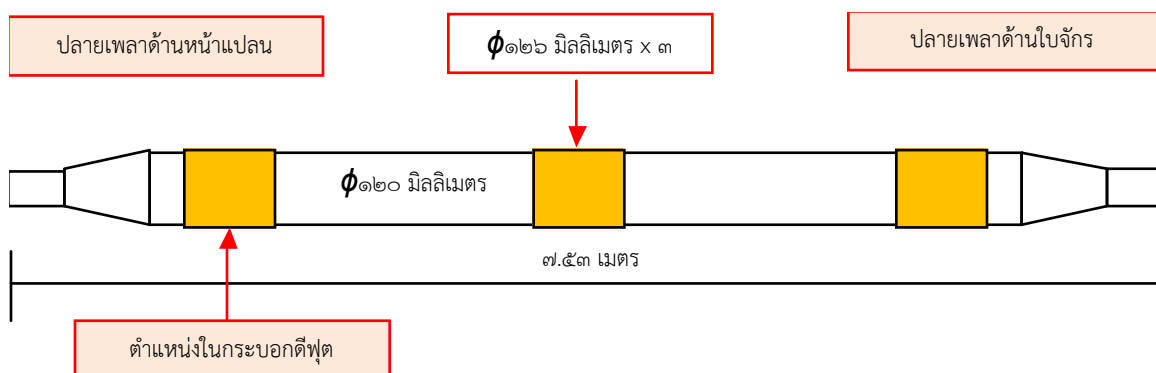 ปลายเพลาด้านหน้าแปลน
ϕ๑๒๖ มิลลิเมตร x ๓
ปลายเพลาด้านใบจักร
ϕ๑๒๐ มิลลิเมตร
๗.๕๓ เมตร
ตำแหน่งในกระบอกดีฟุต